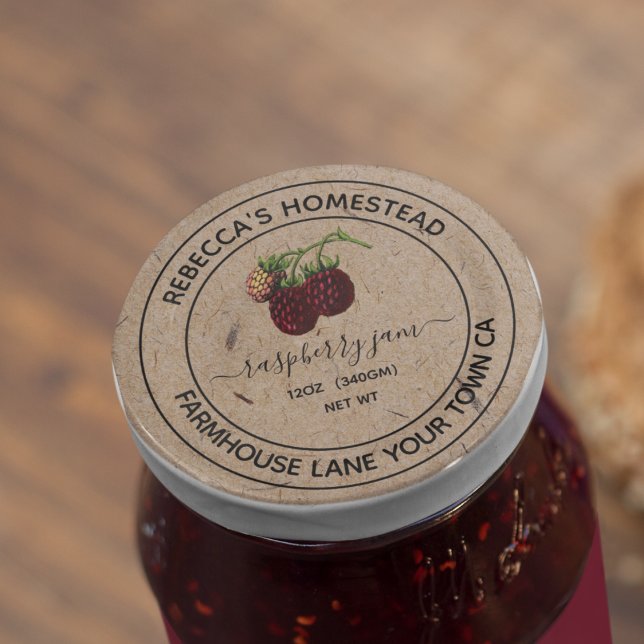 REBECCA'S HOMESTEAD
raspberry jam
12OZ (340GM)
NET WT
FARMHOUSE LANE YOUR TOWN CA